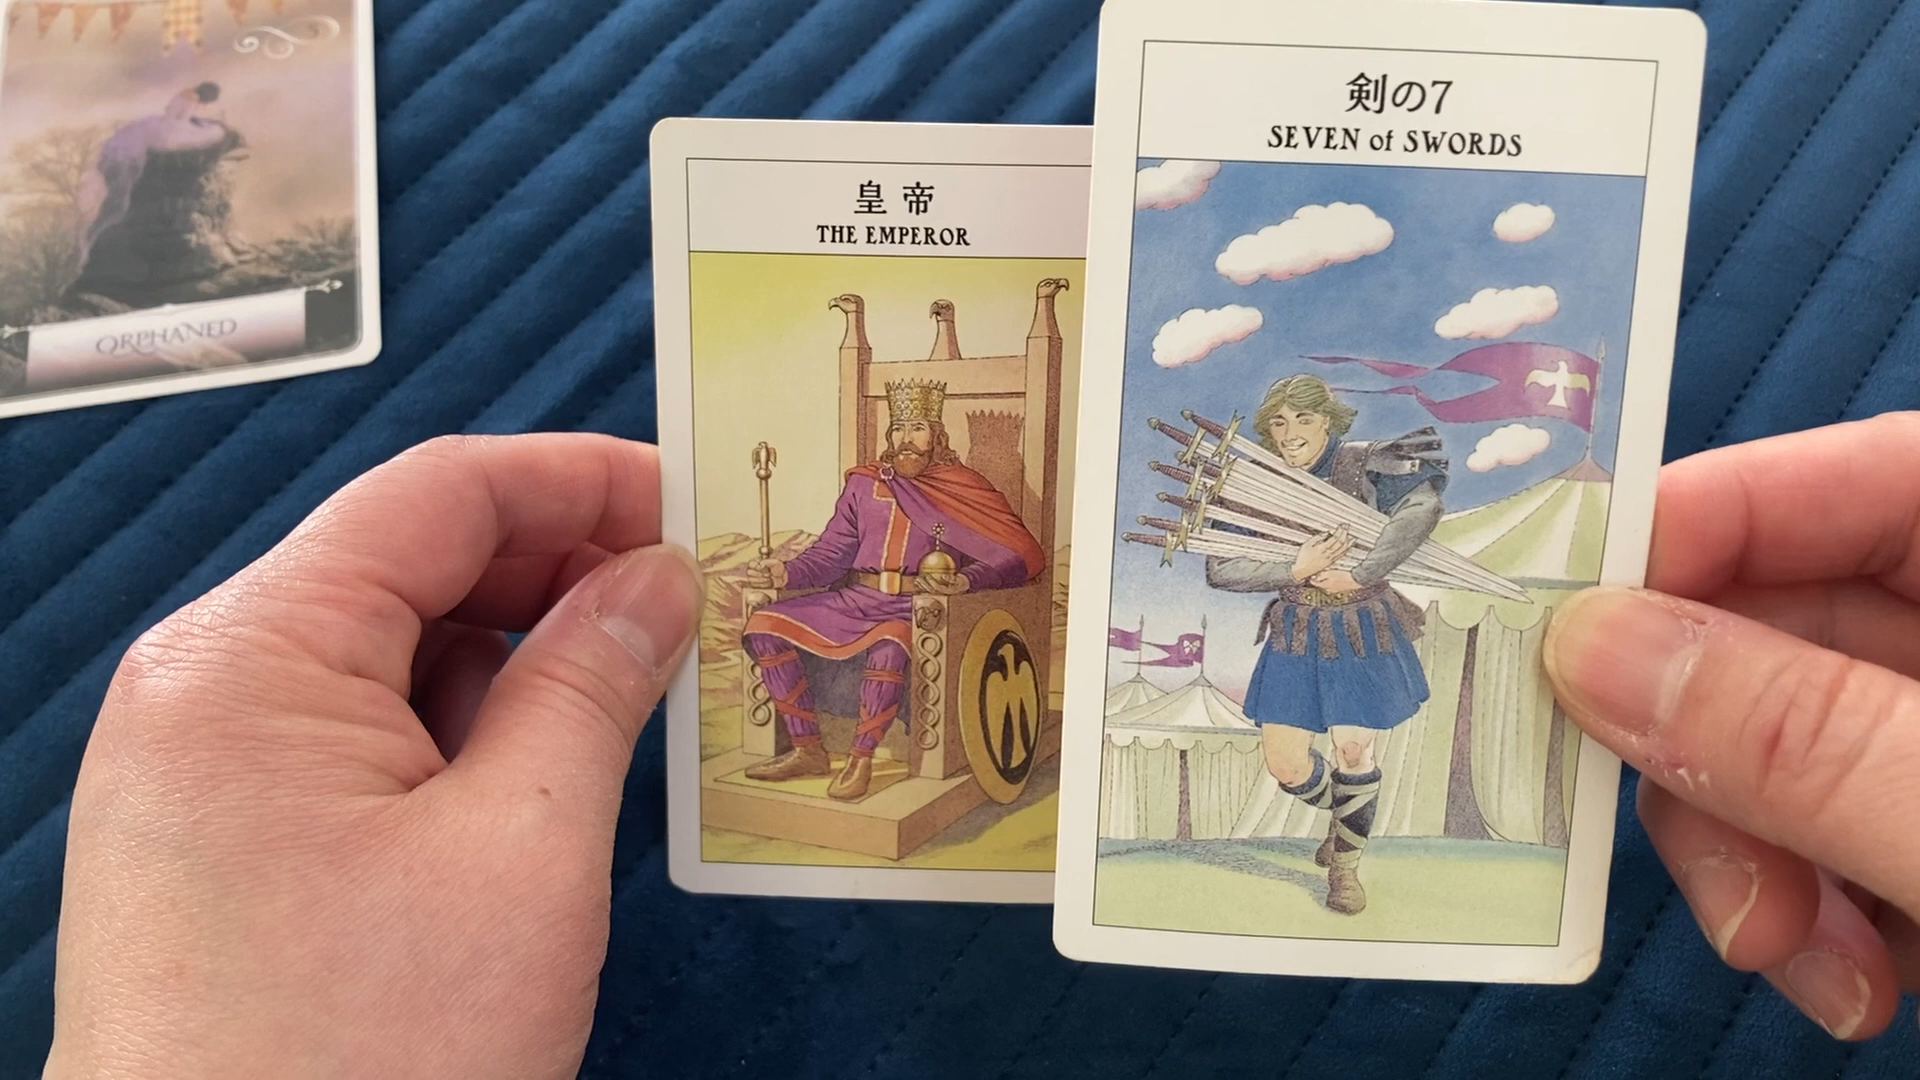 ORPHANED
皇帝
THE EMPEROR
剣の7
SEVEN of SWORDS